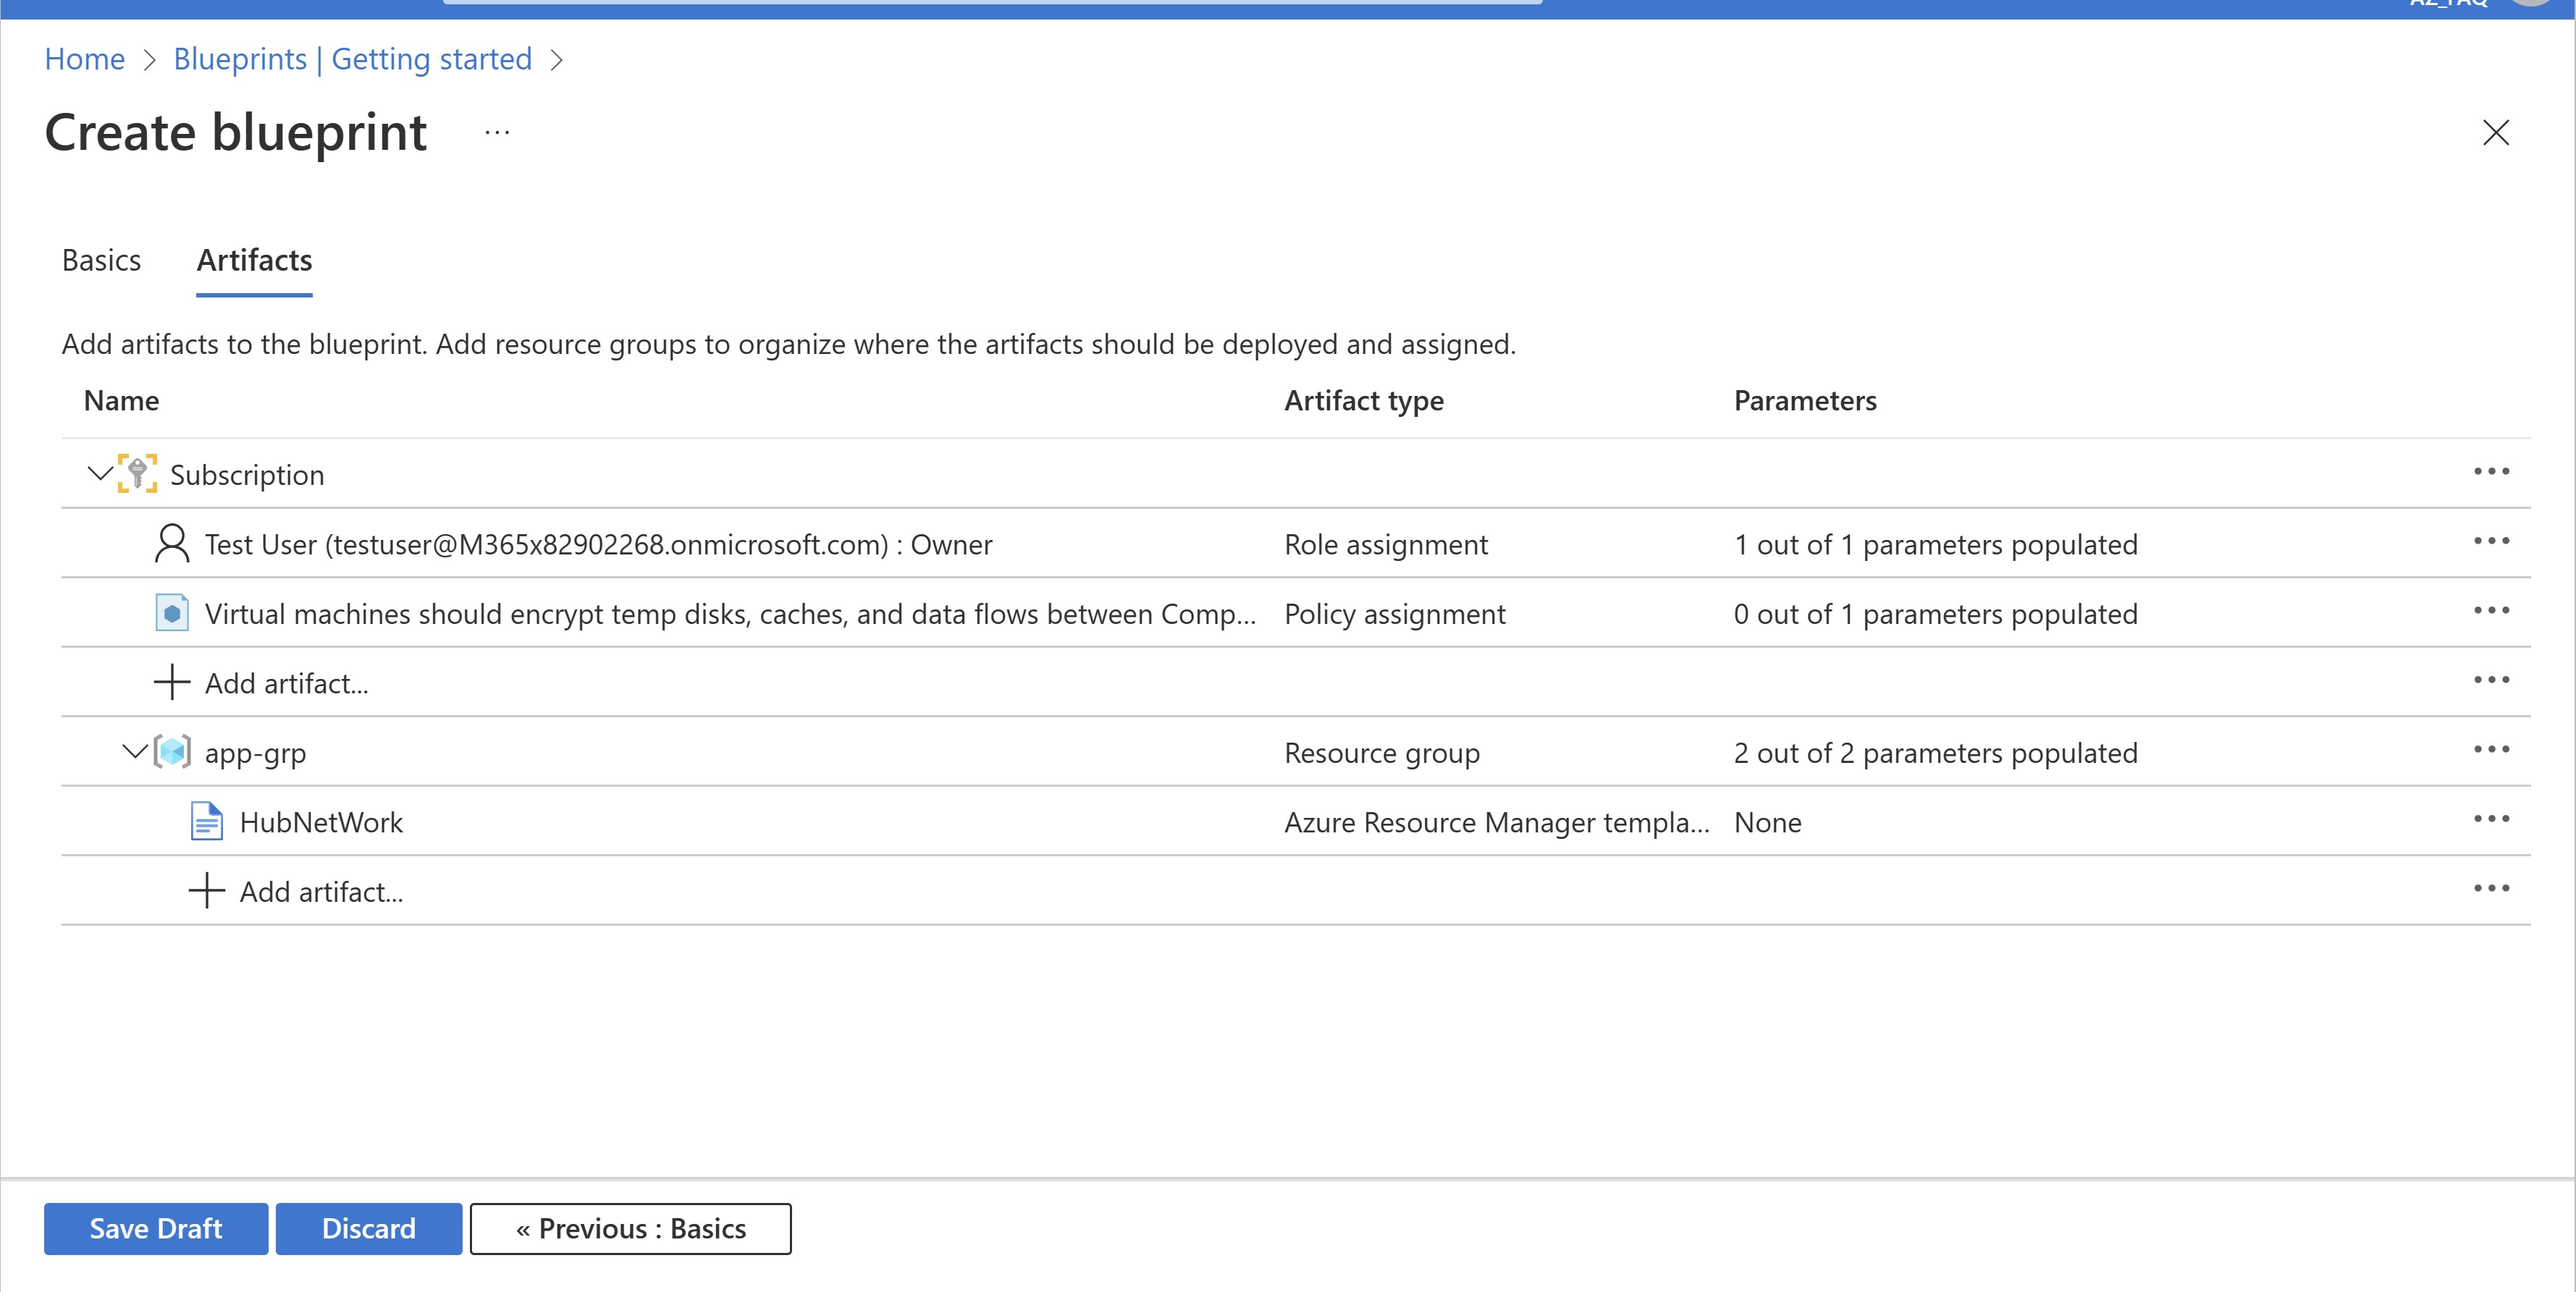 Home > Blueprints | Getting started >
Create blueprint ...
Basics Artifacts
Add artifacts to the blueprint. Add resource groups to organize where the artifacts should be deployed and assigned.
Name Artifact type Parameters
Subscription
Test User (testuser@M365x82902268.onmicrosoft.com) : Owner Role assignment 1 out of 1 parameters populated
Virtual machines should encrypt temp disks, caches, and data flows between Comp... Policy assignment 0 out of 1 parameters populated
Add artifact...
app-grp Resource group 2 out of 2 parameters populated
HubNetWork Azure Resource Manager templa... None
Add artifact...
Save Draft Discard « Previous : Basics